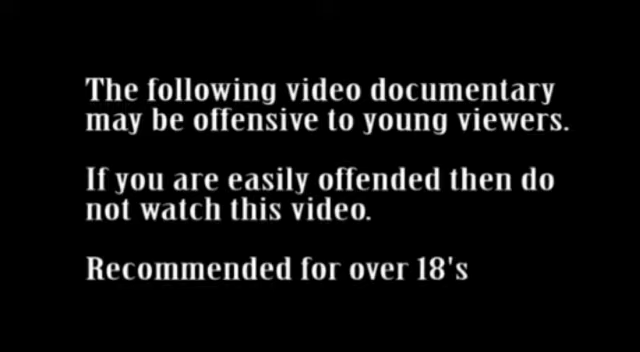 The following video documentary
may be offensive to young viewers.
If you are easily offended then do
not watch this video.
Recommended for over 18's